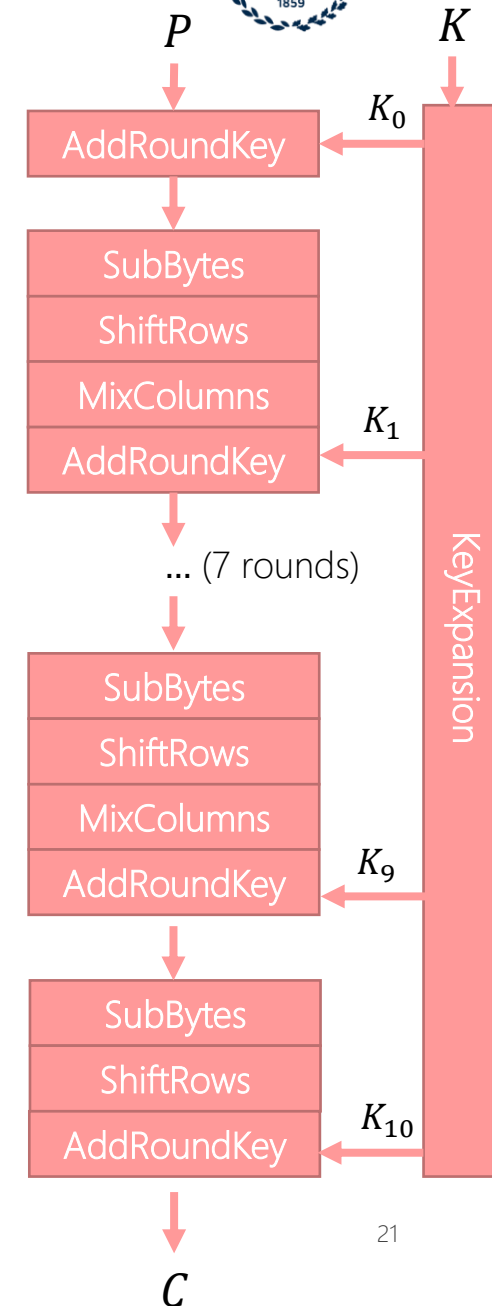 1859
P
K
K₀
AddRoundKey
SubBytes
ShiftRows
MixColumns
K₁
AddRoundKey
... (7 rounds)
KeyExpansion
SubBytes
ShiftRows
MixColumns
K₉
AddRoundKey
SubBytes
ShiftRows
K₁₀
AddRoundKey
21
C